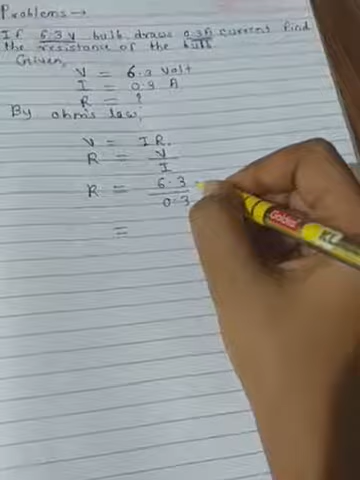 Problems →
If 6.3 V bulb draws 0.3A current find
the resistance of the bulb
Given,
V = 6.3 Volt
I = 0.3 A
R = ?
By ohm's law,
V = IR.
R = V
I
R = 6.3
0.3
=
Goldex